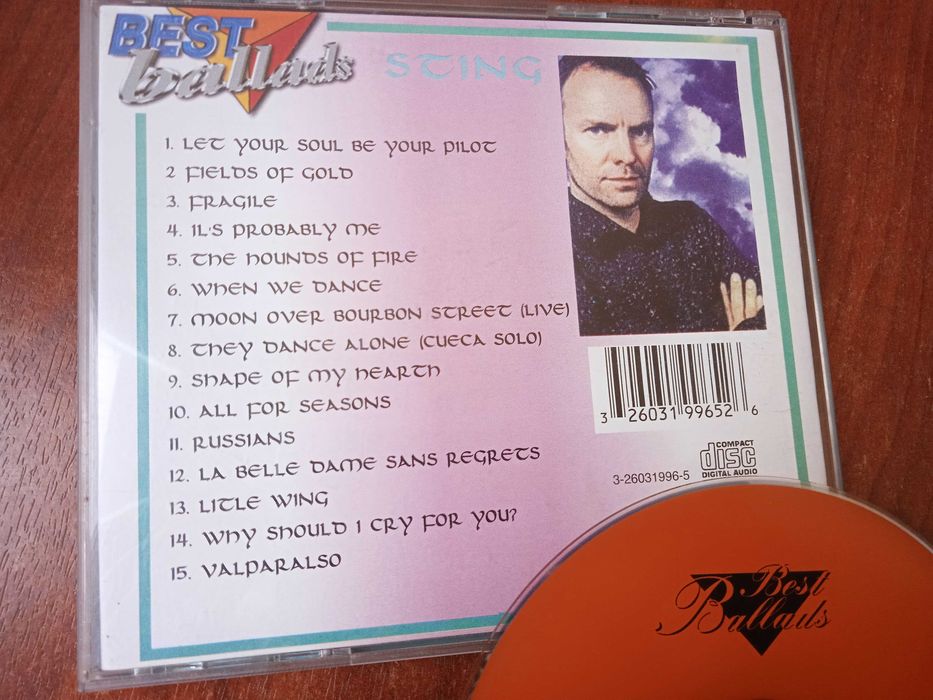 BEST
ballads
STING
1. LET YOUR SOUL BE YOUR PILOT
2 FIELDS OF GOLD
3. FRAGILE
4. IL'S PROBABLY ME
5. THE HOUNDS OF FIRE
6. WHEN WE DANCE
7. MOON OVER BOURBON STREET (LIVE)
8. THEY DANCE ALONE (CUECA SOLO)
9. SHAPE OF MY HEARTH
10. ALL FOR SEASONS
11. RUSSIANS
12. LA BELLE DAME SANS REGRETS
13. LITLE WING
14. WHY SHOULD I CRY FOR YOU?
15. VALPARALSO
3 26031 99652 6
COMPACT
disc
DIGITAL AUDIO
3-26031996-5
Best
Ballads